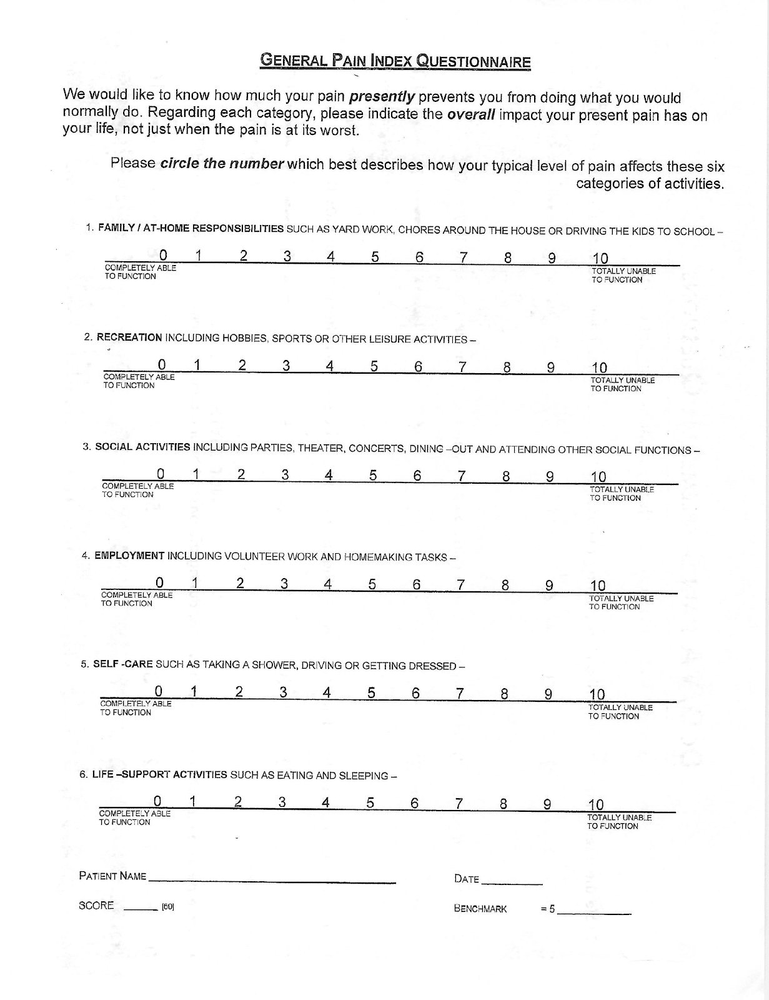 GENERAL PAIN INDEX QUESTIONNAIRE
We would like to know how much your pain presently prevents you from doing what you would
normally do. Regarding each category, please indicate the overall impact your present pain has on
your life, not just when the pain is at its worst.
Please circle the number which best describes how your typical level of pain affects these six
categories of activities.
1. FAMILY / AT-HOME RESPONSIBILITIES SUCH AS YARD WORK, CHORES AROUND THE HOUSE OR DRIVING THE KIDS TO SCHOOL –
0 1 2 3 4 5 6 7 8 9 10
COMPLETELY ABLE TOTALLY UNABLE
TO FUNCTION TO FUNCTION
2. RECREATION INCLUDING HOBBIES, SPORTS OR OTHER LEISURE ACTIVITIES –
0 1 2 3 4 5 6 7 8 9 10
COMPLETELY ABLE TOTALLY UNABLE
TO FUNCTION TO FUNCTION
3. SOCIAL ACTIVITIES INCLUDING PARTIES, THEATER, CONCERTS, DINING –OUT AND ATTENDING OTHER SOCIAL FUNCTIONS –
0 1 2 3 4 5 6 7 8 9 10
COMPLETELY ABLE TOTALLY UNABLE
TO FUNCTION TO FUNCTION
4. EMPLOYMENT INCLUDING VOLUNTEER WORK AND HOMEMAKING TASKS –
0 1 2 3 4 5 6 7 8 9 10
COMPLETELY ABLE TOTALLY UNABLE
TO FUNCTION TO FUNCTION
5. SELF -CARE SUCH AS TAKING A SHOWER, DRIVING OR GETTING DRESSED –
0 1 2 3 4 5 6 7 8 9 10
COMPLETELY ABLE TOTALLY UNABLE
TO FUNCTION TO FUNCTION
6. LIFE –SUPPORT ACTIVITIES SUCH AS EATING AND SLEEPING –
0 1 2 3 4 5 6 7 8 9 10
COMPLETELY ABLE TOTALLY UNABLE
TO FUNCTION TO FUNCTION
PATIENT NAME DATE
SCORE [60] BENCHMARK = 5